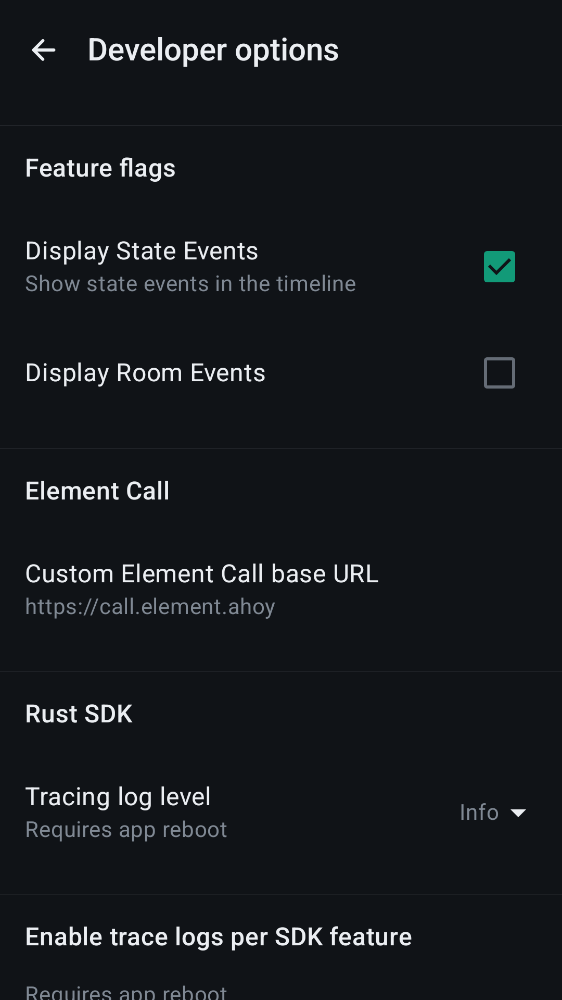 Developer options
Feature flags
Display State Events
Show state events in the timeline
Display Room Events
Element Call
Custom Element Call base URL
https://call.element.ahoy
Rust SDK
Tracing log level
Requires app reboot
Info
Enable trace logs per SDK feature
Requires app reboot